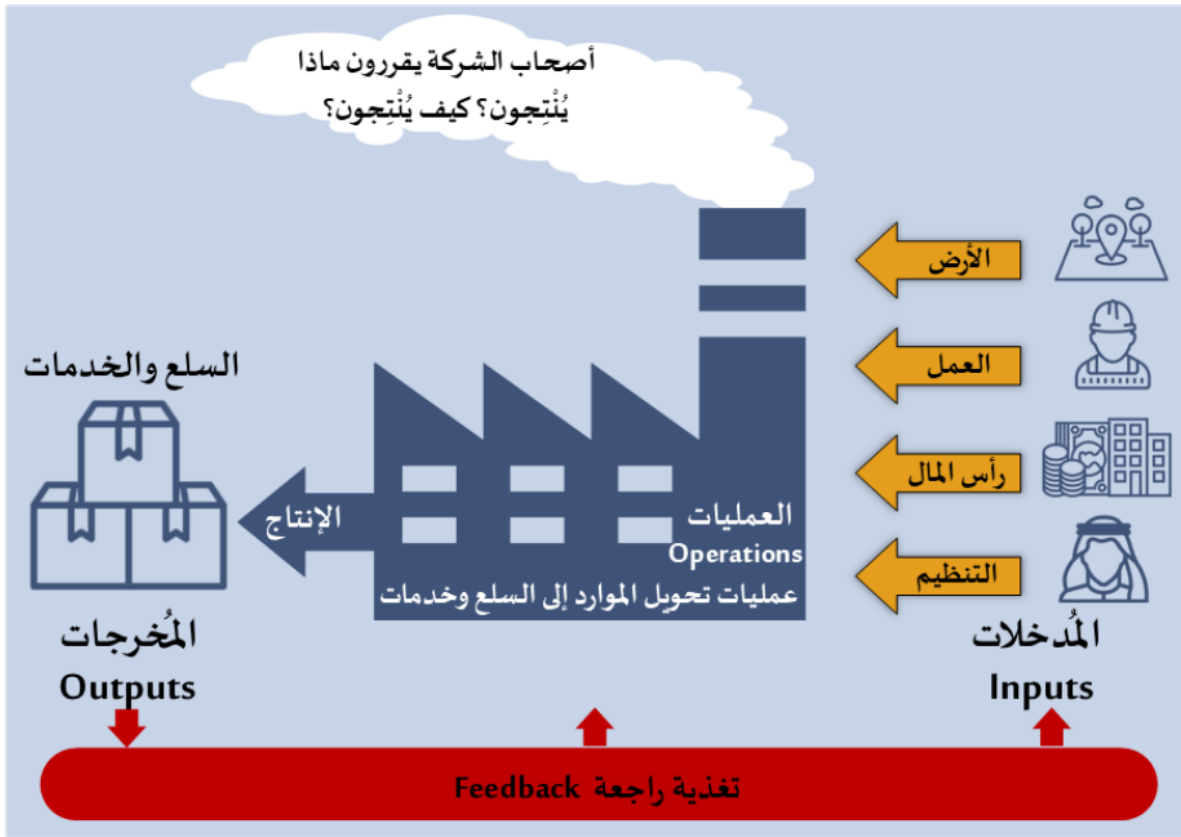 أصحاب الشركة يقررون ماذا
يُنْتِجون؟ كيف يُنْتِجون؟
الأرض
العمل
رأس المال
التنظيم
المُدخلات
Inputs
العمليات
Operations
عمليات تحويل الموارد إلى السلع وخدمات
الإنتاج
السلع والخدمات
المُخرجات
Outputs
تغذية راجعة Feedback